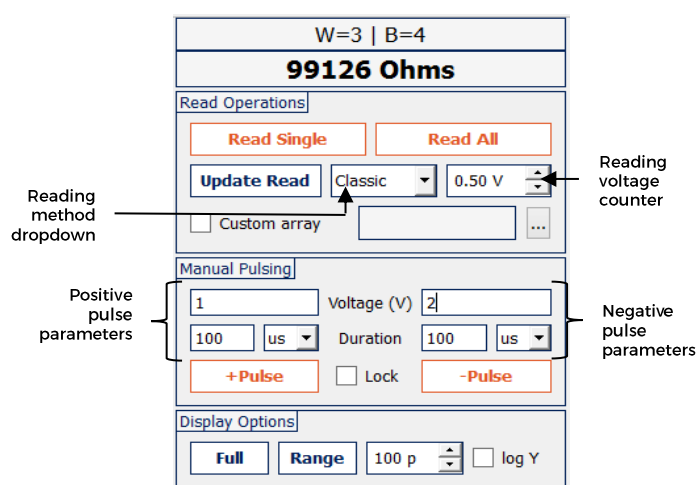 W=3 | B=4
99126 Ohms
Read Operations
Read Single
Read All
Update Read
Classic
0.50 V
Custom array
...
Reading
method
dropdown
Reading
voltage
counter
Manual Pulsing
1
Voltage (V)
2
100
us
Duration
100
us
+Pulse
Lock
-Pulse
Positive
pulse
parameters
Negative
pulse
parameters
Display Options
Full
Range
100 p
log Y